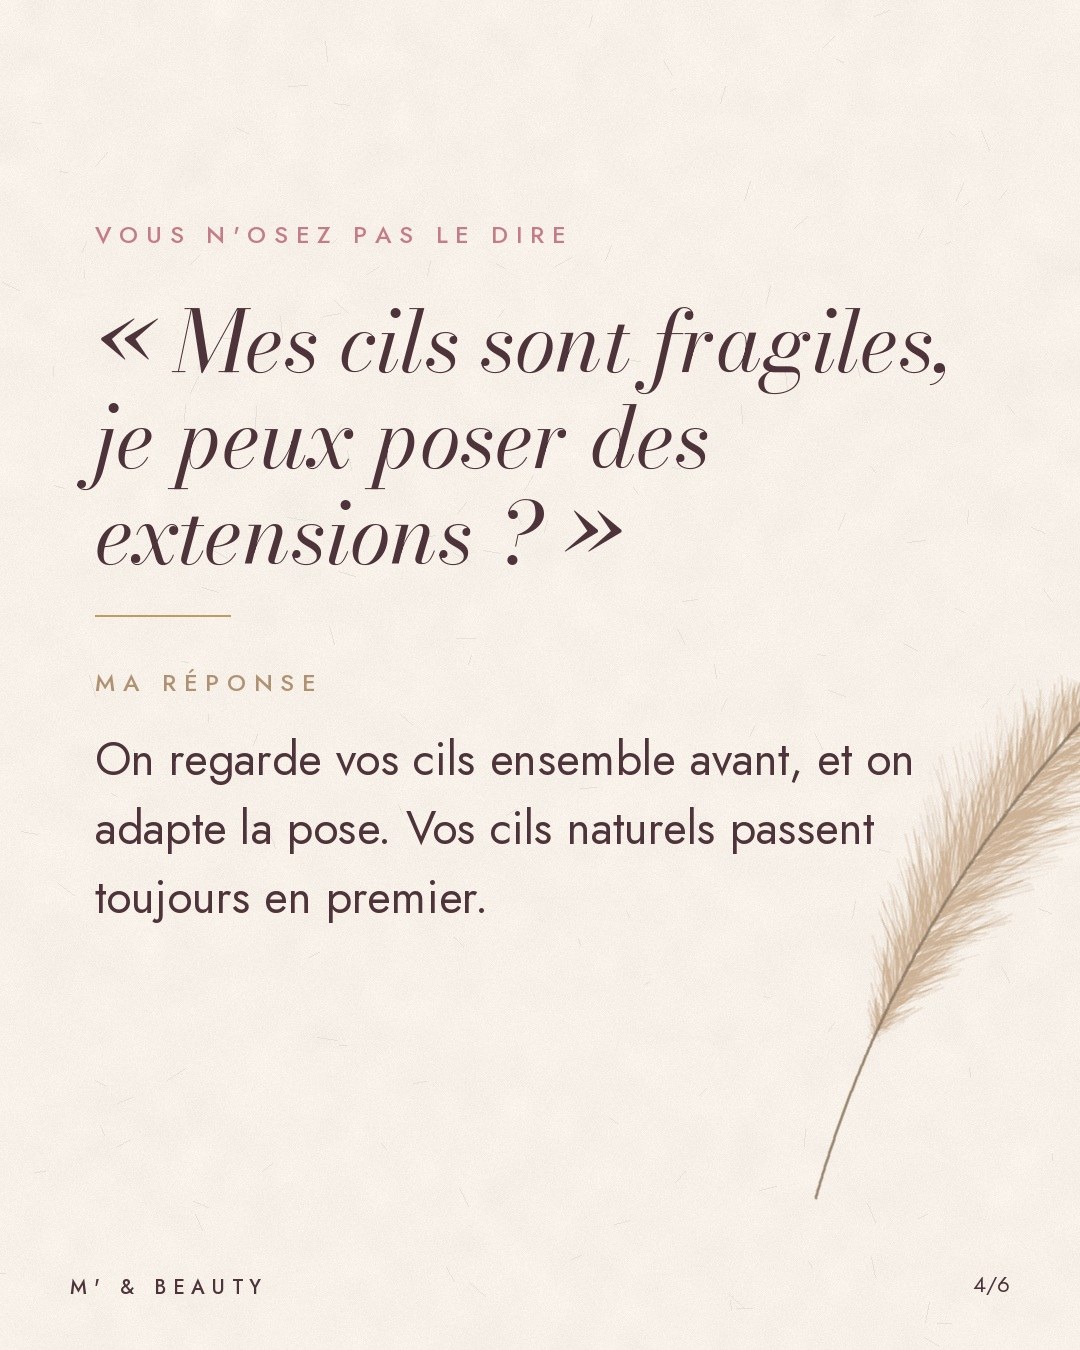 VOUS N'OSEZ PAS LE DIRE
« Mes cils sont fragiles,
je peux poser des
extensions ? »
MA RÉPONSE
On regarde vos cils ensemble avant, et on
adapte la pose. Vos cils naturels passent
toujours en premier.
M' & BEAUTY
4/6